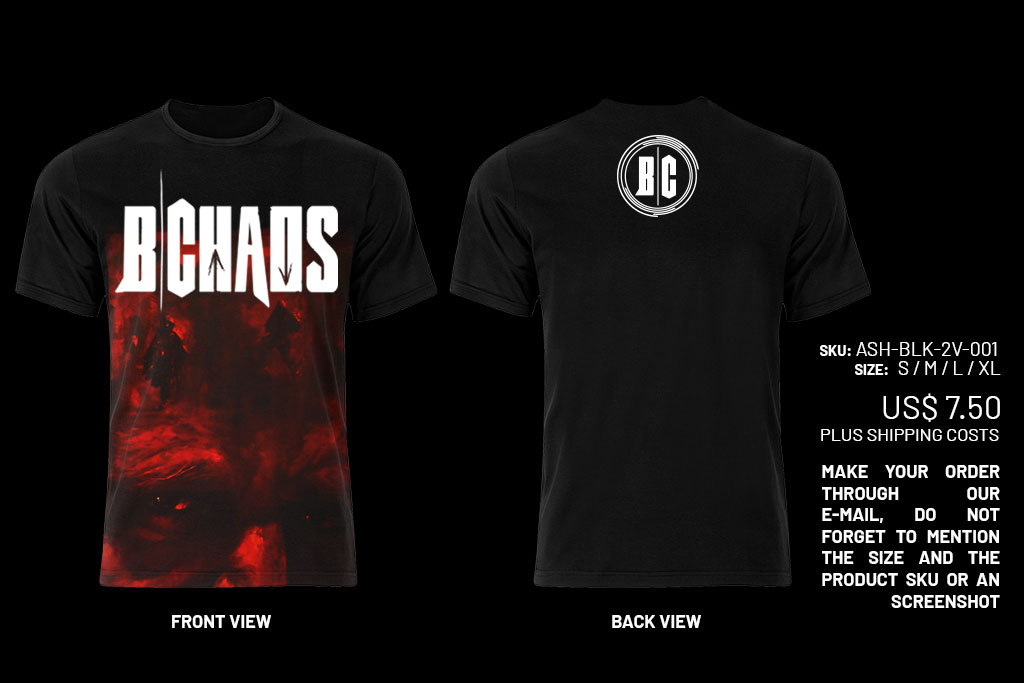 B|CHAOS
B|C
SKU: ASH-BLK-2V-001
SIZE: S / M / L / XL
US$ 7.50
PLUS SHIPPING COSTS
MAKE YOUR ORDER
THROUGH OUR
E-MAIL, DO NOT
FORGET TO MENTION
THE SIZE AND THE
PRODUCT SKU OR AN
SCREENSHOT
FRONT VIEW
BACK VIEW